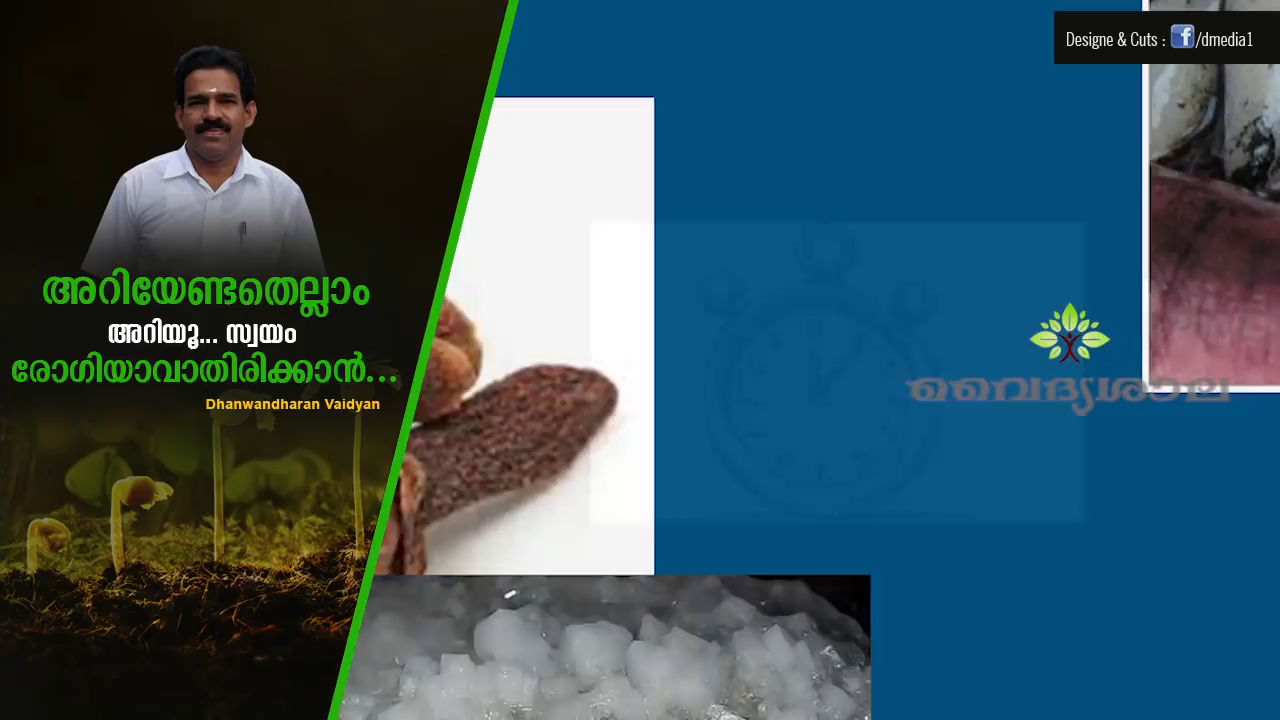 Designe & Cuts : f/dmedia1
അറിയേണ്ടതെല്ലാം
അറിയൂ... സ്വയം
രോഗിയാവാതിരിക്കാൻ...
Dhanwandharan Vaidyan
വൈദ്യശാല